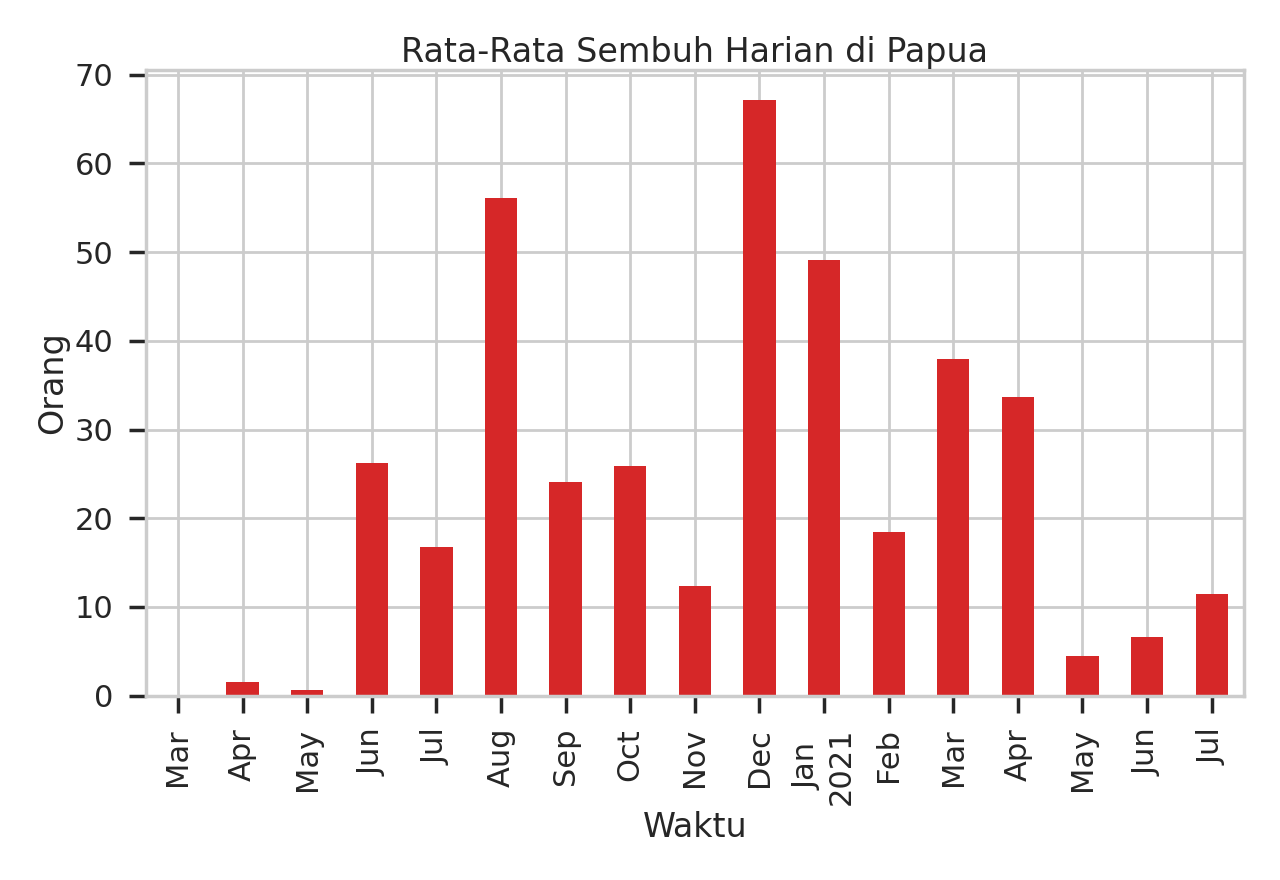 Rata-Rata Sembuh Harian di Papua
70
60
50
40
30
20
10
0
Orang
Mar
Apr
May
Jun
Jul
Aug
Sep
Oct
Nov
Dec
Jan
2021
Feb
Mar
Apr
May
Jun
Jul
Waktu